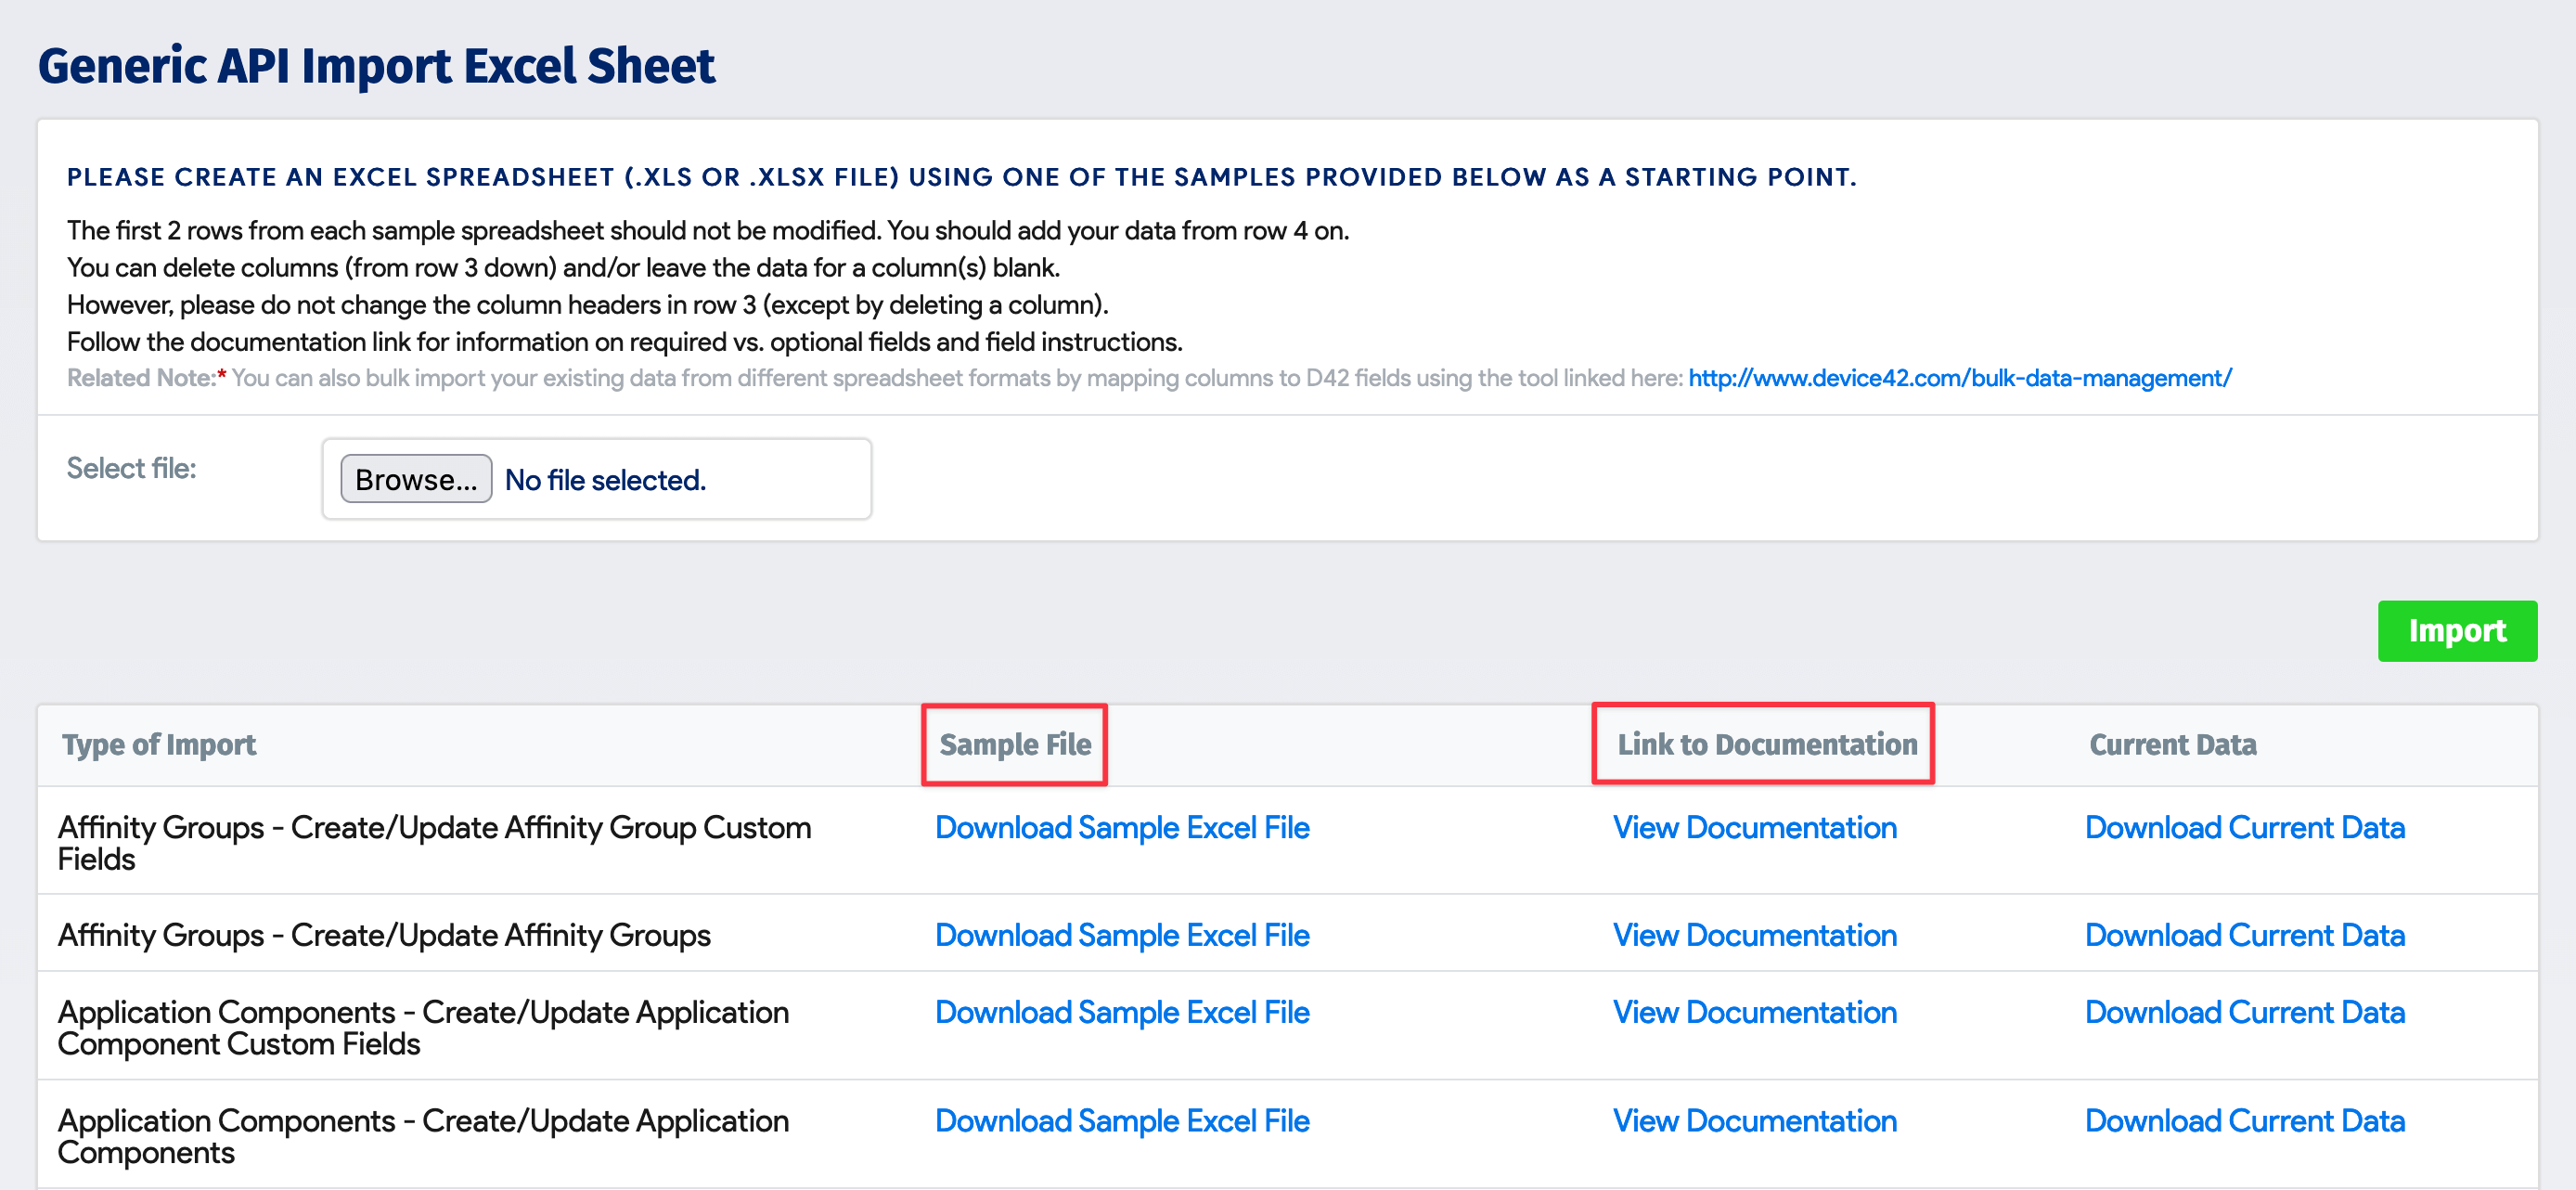 Generic API Import Excel Sheet
PLEASE CREATE AN EXCEL SPREADSHEET (.XLS OR .XLSX FILE) USING ONE OF THE SAMPLES PROVIDED BELOW AS A STARTING POINT.
The first 2 rows from each sample spreadsheet should not be modified. You should add your data from row 4 on.
You can delete columns (from row 3 down) and/or leave the data for a column(s) blank.
However, please do not change the column headers in row 3 (except by deleting a column).
Follow the documentation link for information on required vs. optional fields and field instructions.
Related Note:* You can also bulk import your existing data from different spreadsheet formats by mapping columns to D42 fields using the tool linked here: http://www.device42.com/bulk-data-management/
Select file: Browse... No file selected.
Import
Type of Import Sample File Link to Documentation Current Data
Affinity Groups - Create/Update Affinity Group Custom Download Sample Excel File View Documentation Download Current Data
Fields
Affinity Groups - Create/Update Affinity Groups Download Sample Excel File View Documentation Download Current Data
Application Components - Create/Update Application Download Sample Excel File View Documentation Download Current Data
Component Custom Fields
Application Components - Create/Update Application Download Sample Excel File View Documentation Download Current Data
Components